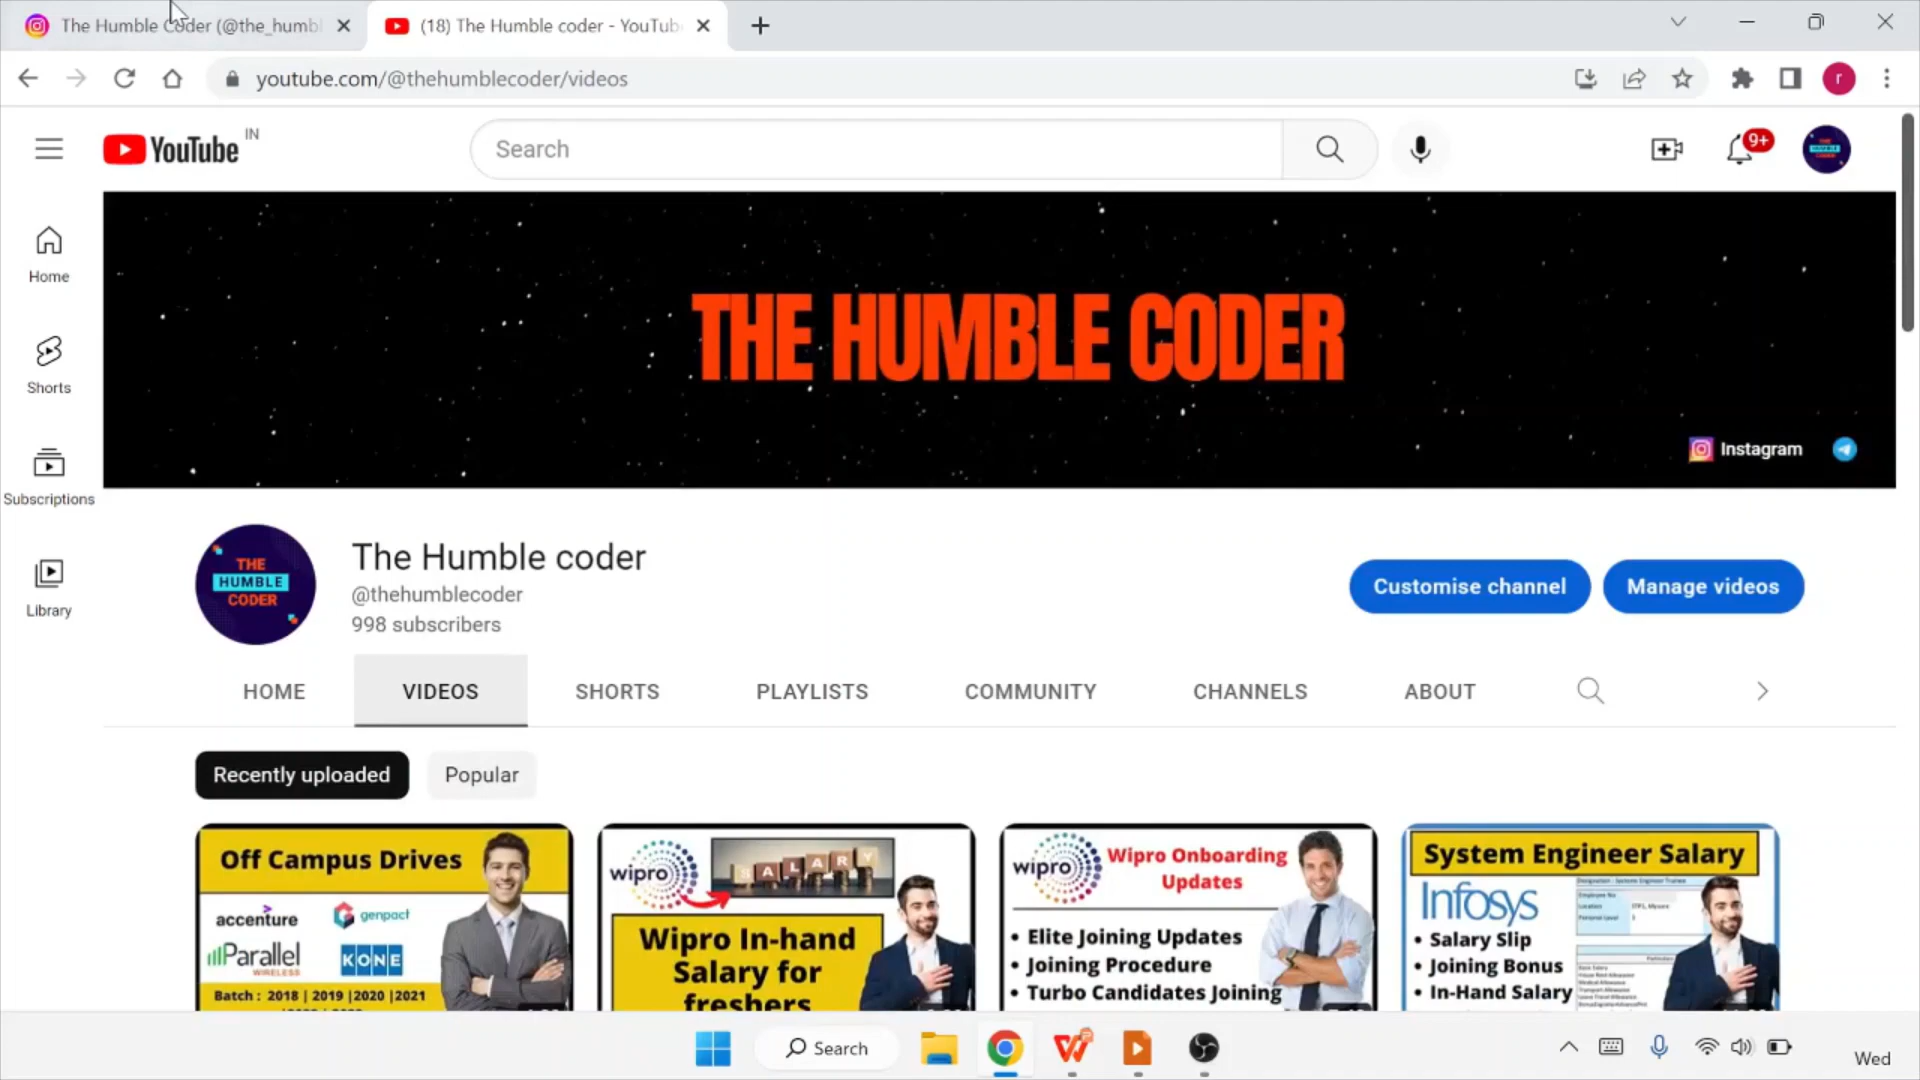 The Humble Coder (@the_humbl
(18) The Humble coder - YouTub
youtube.com/@thehumblecoder/videos
r
YouTube IN
Search
9+
THE HUMBLE CODER
Home
THE HUMBLE CODER
Shorts
Instagram
Subscriptions
Library
THE
HUMBLE
CODER
The Humble coder
@thehumblecoder
998 subscribers
Customise channel
Manage videos
HOME
VIDEOS
SHORTS
PLAYLISTS
COMMUNITY
CHANNELS
ABOUT
Recently uploaded
Popular
Off Campus Drives
accenture
genpact
Parallel
WIRELESS
KONE
Batch : 2018 | 2019 |2020 |2021
wipro
SALARY
Wipro In-hand
Salary for
freshers
wipro
Wipro Onboarding
Updates
• Elite Joining Updates
• Joining Procedure
• Turbo Candidates Joining
System Engineer Salary
Infosys
• Salary Slip
• Joining Bonus
• In-Hand Salary
Search
Wed